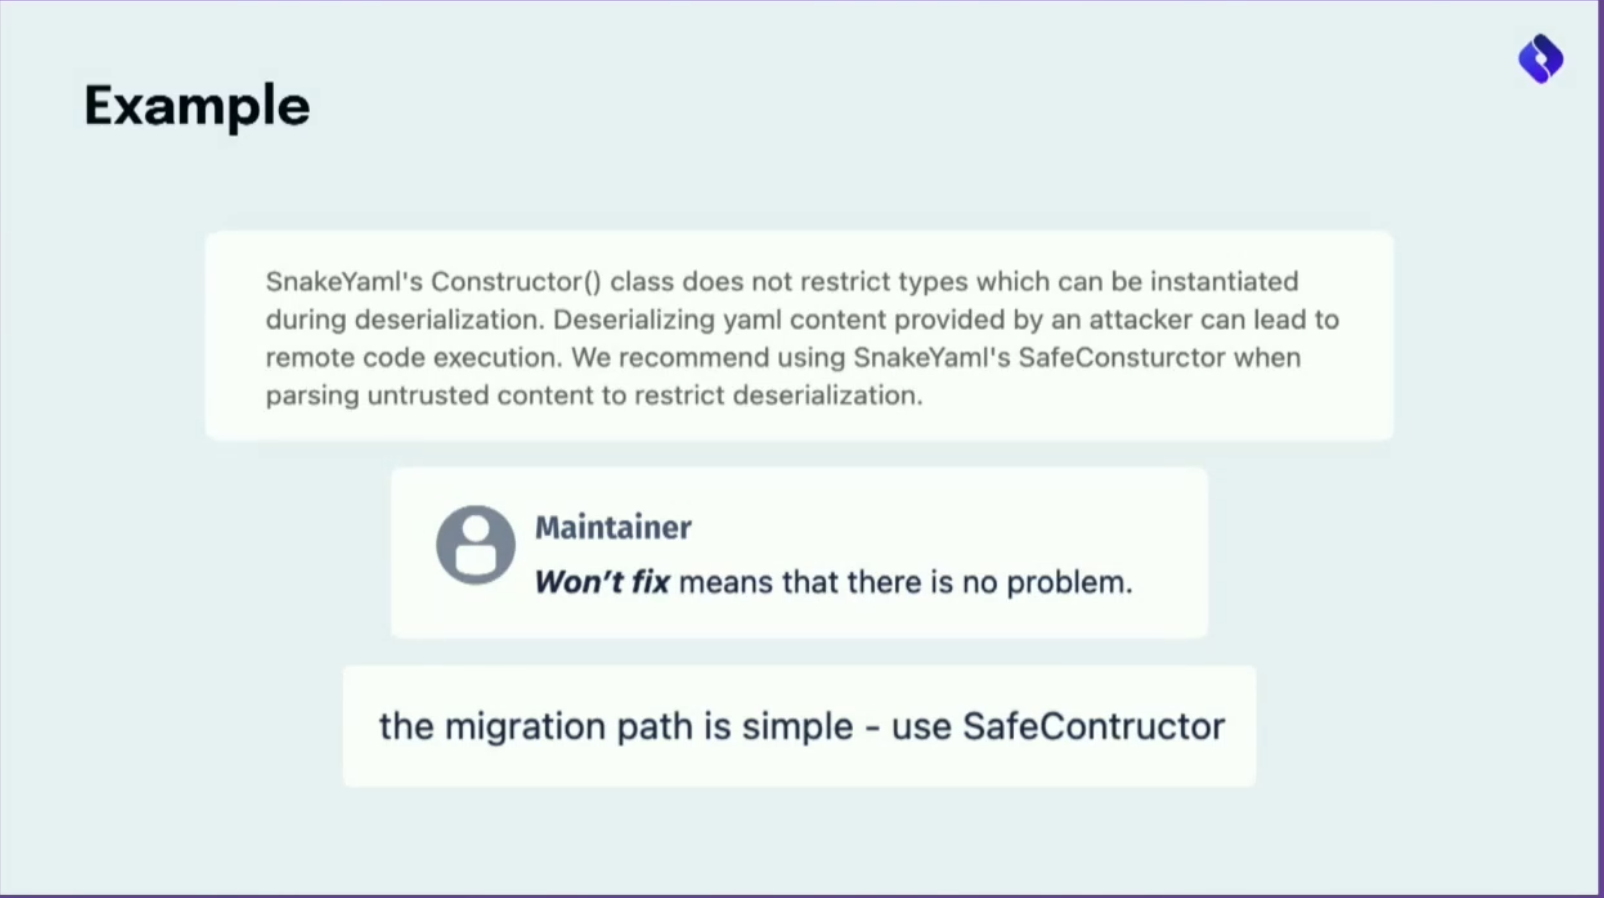 Example
SnakeYaml's Constructor() class does not restrict types which can be instantiated
during deserialization. Deserializing yaml content provided by an attacker can lead to
remote code execution. We recommend using SnakeYaml's SafeConsturctor when
parsing untrusted content to restrict deserialization.
Maintainer
Won't fix means that there is no problem.
the migration path is simple - use SafeContructor